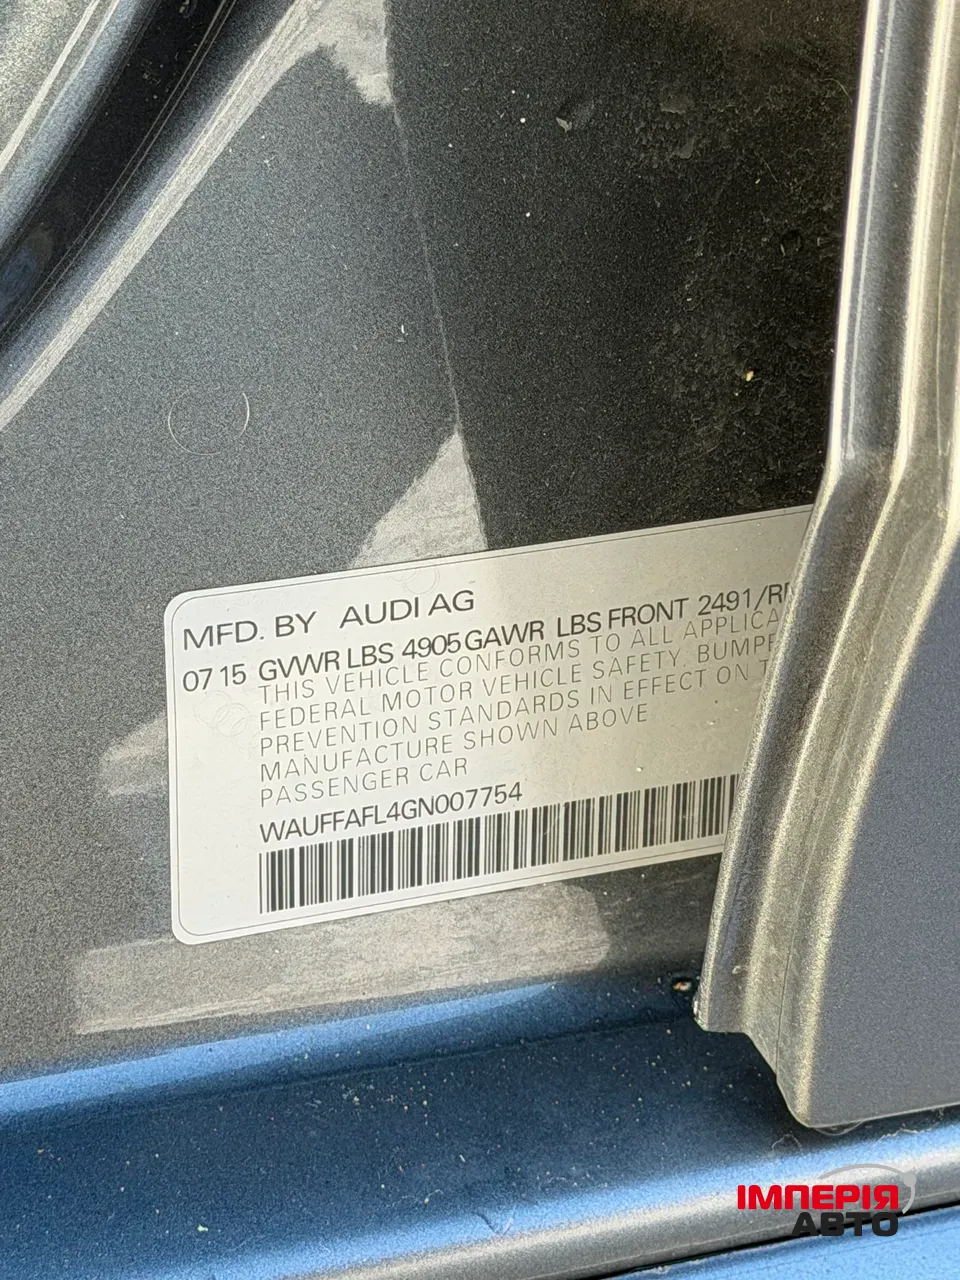 MFD. BY AUDI AG
07 15 GVWR LBS 4905 GAWR LBS FRONT 2491/RE
THIS VEHICLE CONFORMS TO ALL APPLICA
FEDERAL MOTOR VEHICLE SAFETY. BUMPE
PREVENTION STANDARDS IN EFFECT ON T
MANUFACTURE SHOWN ABOVE
PASSENGER CAR
WAUFFAFL4GN007754
ІМПЕРІЯ
АВТО